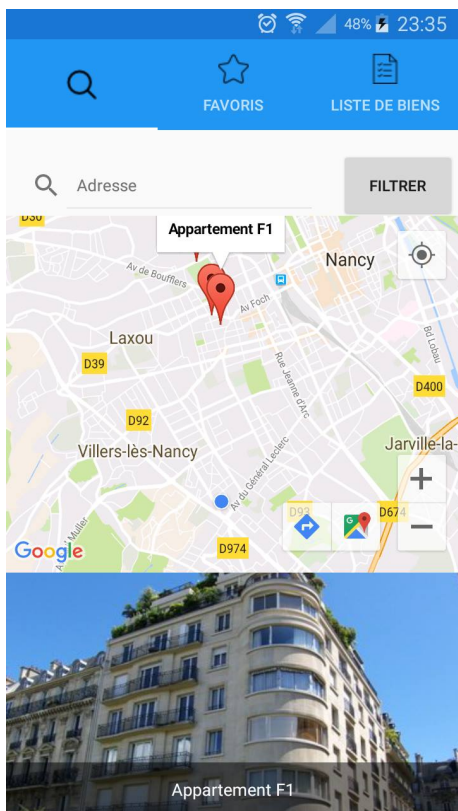 48% 23:35
FAVORIS
LISTE DE BIENS
Adresse
FILTRER
D30
Appartement F1
Nancy
Av de Boufflers
Av Foch
Laxou
Bd Lobau
D39
Rue Jeanne d'Arc
D400
D92
Villers-lès-Nancy
Av du Général Leclerc
Jarville-la-
+
D93
D674
−
Muller
Google
D974
Appartement F1